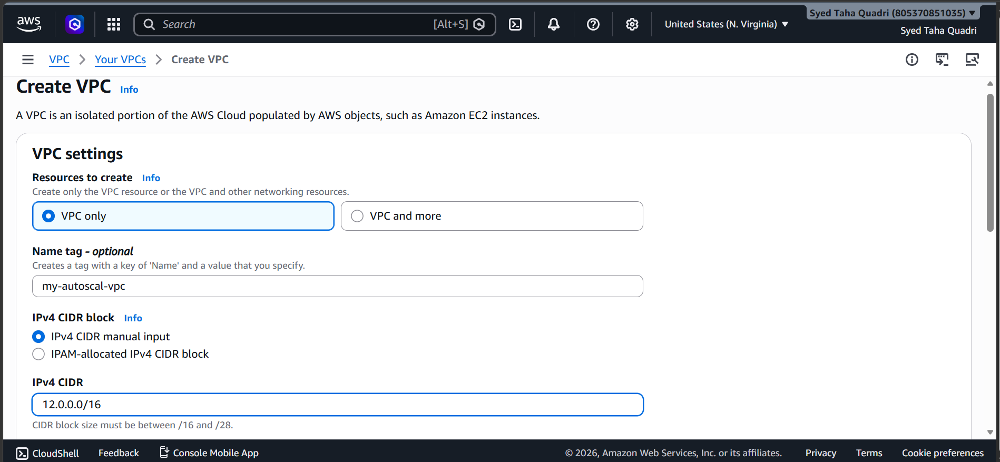 Syed Taha Quadri (805370851035)
aws
Search
[Alt+S]
United States (N. Virginia)
Syed Taha Quadri
VPC
Your VPCs
Create VPC
Create VPC Info
A VPC is an isolated portion of the AWS Cloud populated by AWS objects, such as Amazon EC2 instances.
VPC settings
Resources to create Info
Create only the VPC resource or the VPC and other networking resources.
VPC only
VPC and more
Name tag - optional
Creates a tag with a key of 'Name' and a value that you specify.
my-autoscal-vpc
IPv4 CIDR block Info
IPv4 CIDR manual input
IPAM-allocated IPv4 CIDR block
IPv4 CIDR
12.0.0.0/16
CIDR block size must be between /16 and /28.
CloudShell
Feedback
Console Mobile App
© 2026, Amazon Web Services, Inc. or its affiliates.
Privacy
Terms
Cookie preferences